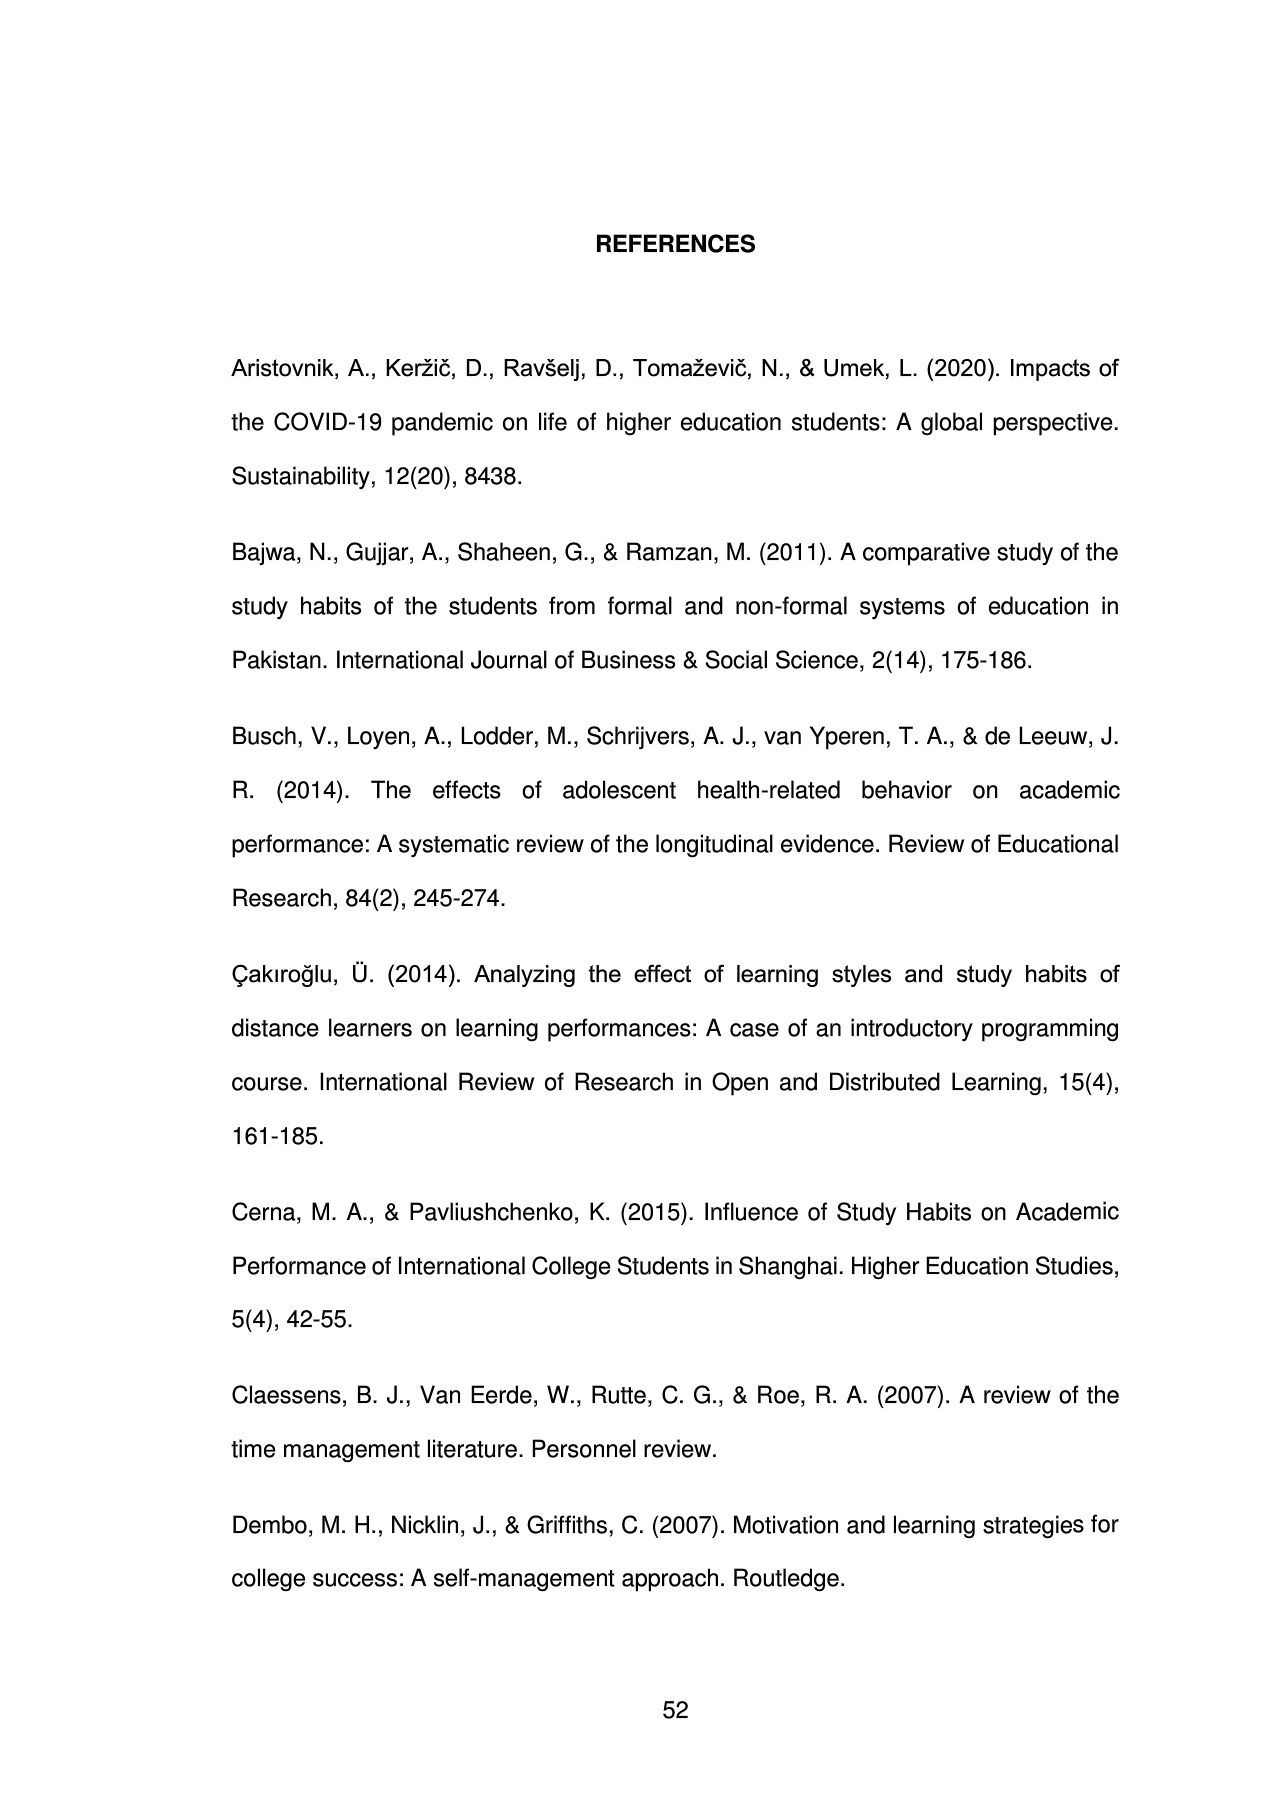 REFERENCES
Aristovnik, A., Keržič, D., Ravšelj, D., Tomaževič, N., & Umek, L. (2020). Impacts of
the COVID-19 pandemic on life of higher education students: A global perspective.
Sustainability, 12(20), 8438.
Bajwa, N., Gujjar, A., Shaheen, G., & Ramzan, M. (2011). A comparative study of the
study habits of the students from formal and non-formal systems of education in
Pakistan. International Journal of Business & Social Science, 2(14), 175-186.
Busch, V., Loyen, A., Lodder, M., Schrijvers, A. J., van Yperen, T. A., & de Leeuw, J.
R. (2014). The effects of adolescent health-related behavior on academic
performance: A systematic review of the longitudinal evidence. Review of Educational
Research, 84(2), 245-274.
Çakıroğlu, Ü. (2014). Analyzing the effect of learning styles and study habits of
distance learners on learning performances: A case of an introductory programming
course. International Review of Research in Open and Distributed Learning, 15(4),
161-185.
Cerna, M. A., & Pavliushchenko, K. (2015). Influence of Study Habits on Academic
Performance of International College Students in Shanghai. Higher Education Studies,
5(4), 42-55.
Claessens, B. J., Van Eerde, W., Rutte, C. G., & Roe, R. A. (2007). A review of the
time management literature. Personnel review.
Dembo, M. H., Nicklin, J., & Griffiths, C. (2007). Motivation and learning strategies for
college success: A self-management approach. Routledge.
52